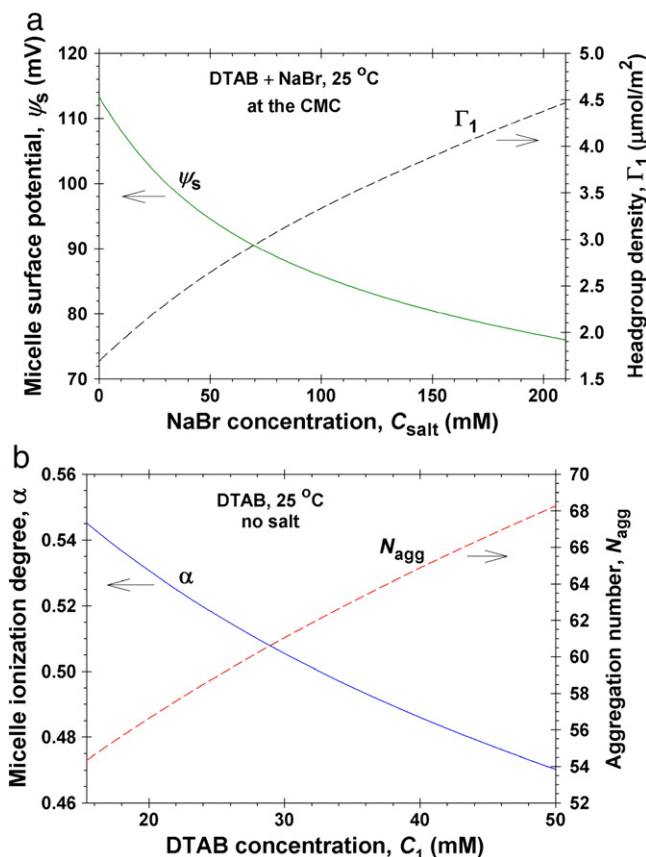 a
120
110
100
90
80
70
Micelle surface potential, ψs (mV)
DTAB + NaBr, 25 °C
at the CMC
ψs
Γ1
5.0
4.5
4.0
3.5
3.0
2.5
2.0
1.5
Headgroup density, Γ1 (μmol/m²)
0 50 100 150 200
NaBr concentration, Csalt (mM)
b
0.56
0.54
0.52
0.50
0.48
0.46
Micelle ionization degree, α
DTAB, 25 °C
no salt
α
Nagg
70
68
66
64
62
60
58
56
54
52
Aggregation number, Nagg
20 30 40 50
DTAB concentration, C1 (mM)